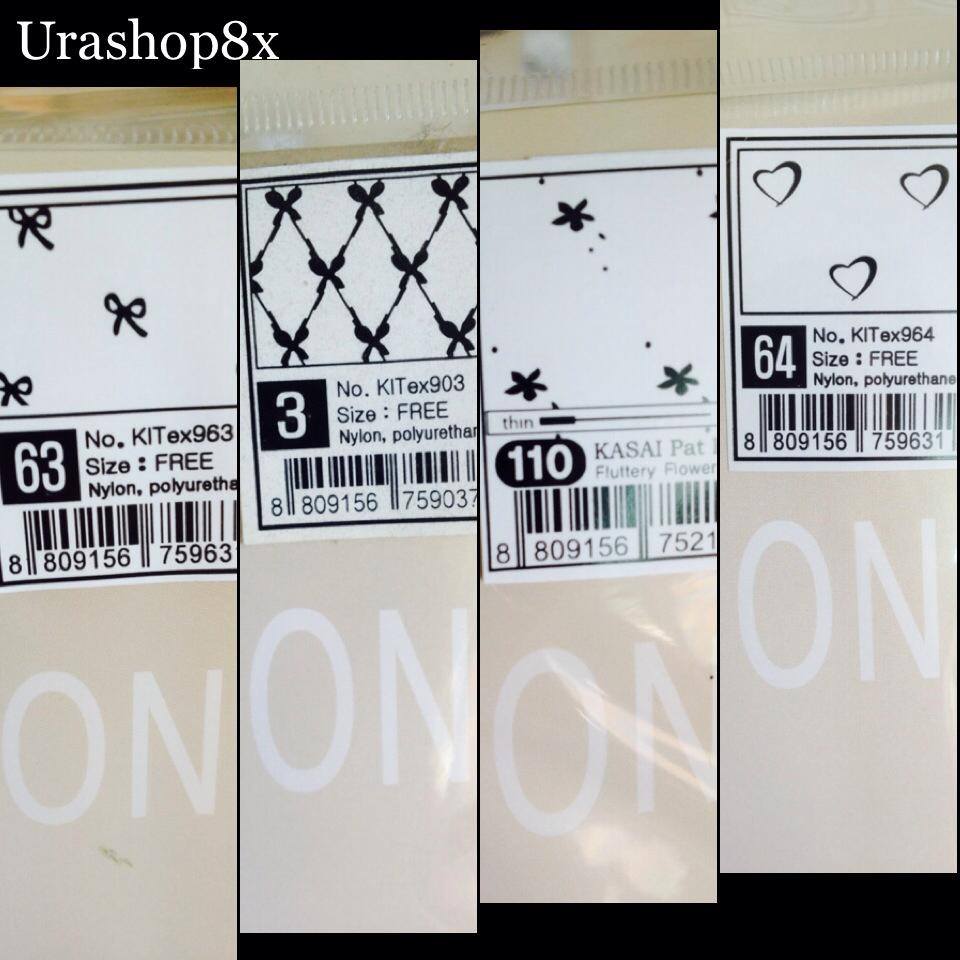 Urashop8x
63
No. KITex963
Size : FREE
Nylon, polyuretha
8 809156 75963
ON
3
No. KITex903
Size : FREE
Nylon, polyurethan
8 809156 759037
ON
thin
110
KASAI Pat
Fluttery Flower
8 809156 7521
ON
64
No. KITex964
Size : FREE
Nylon, polyurethane
8 809156 759631
ON